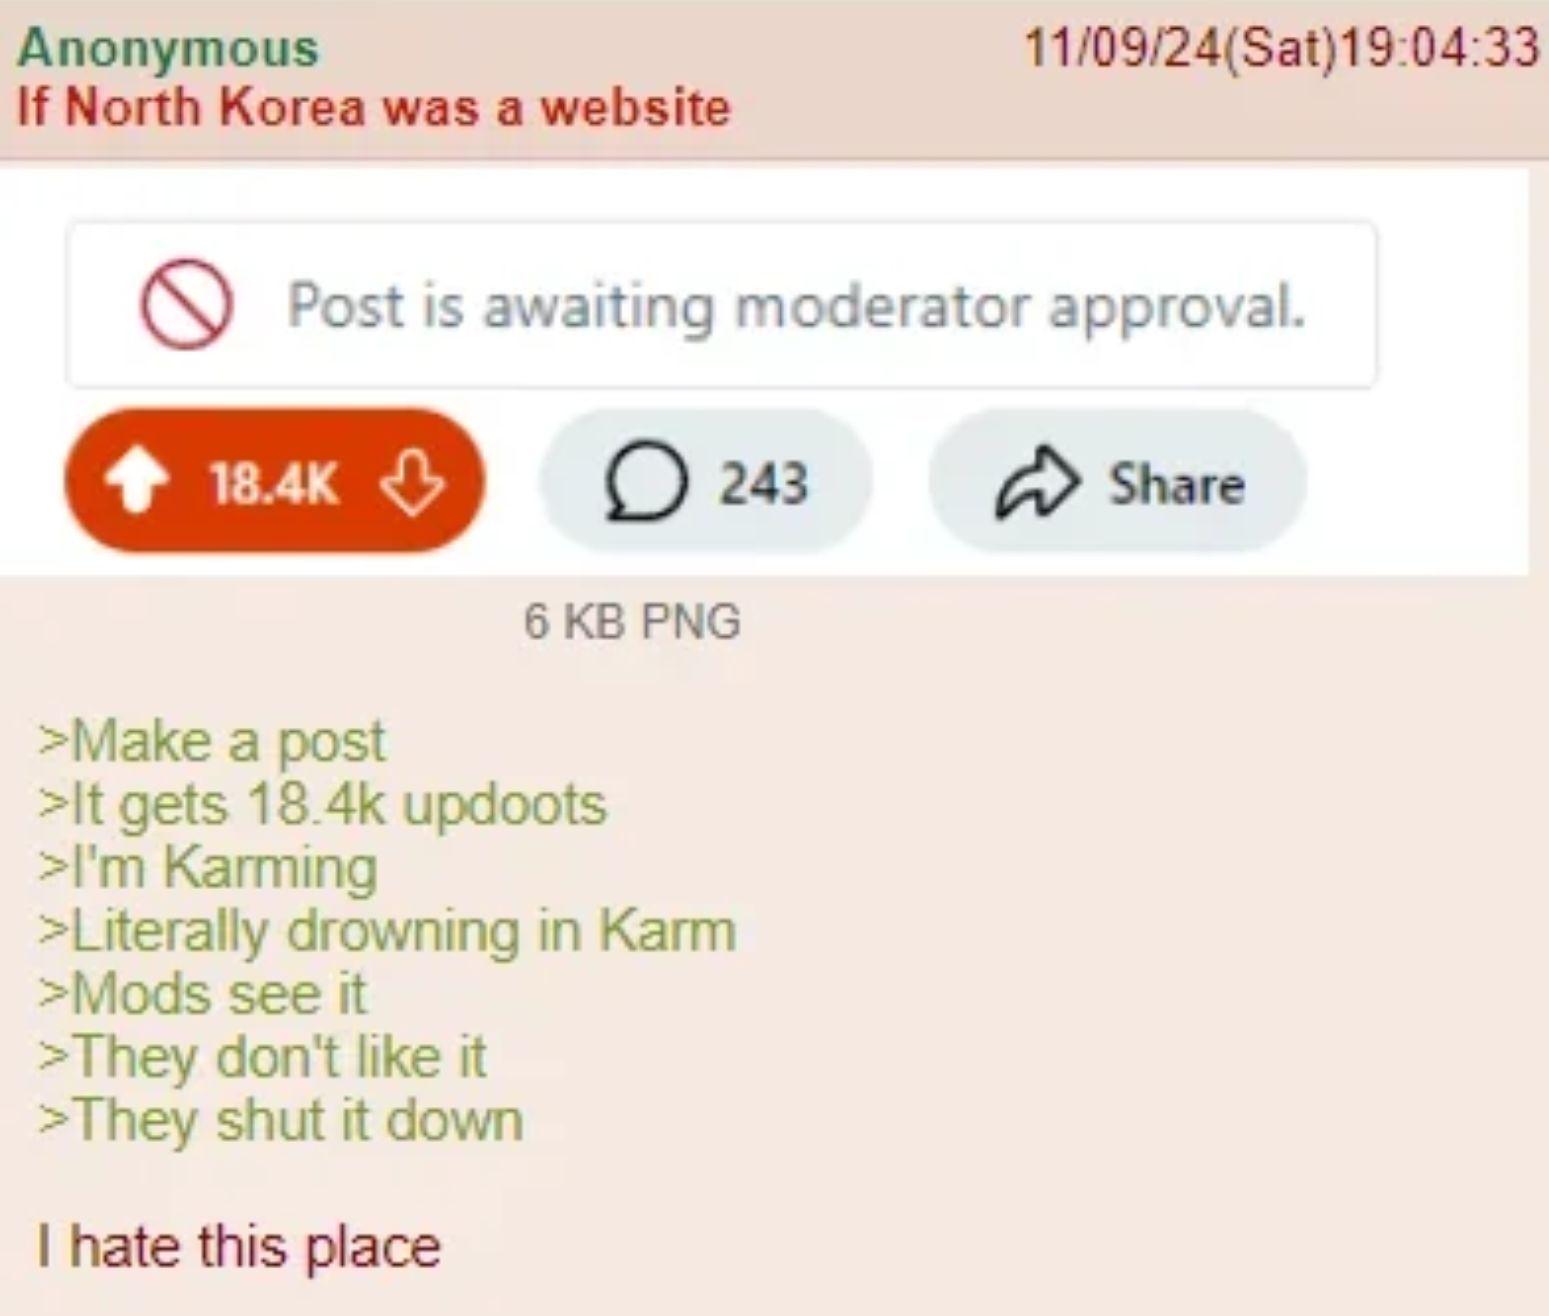 Anonymous 11/09/24(Sat)19:04:33
If North Korea was a website
Post is awaiting moderator approval.
18.4K 243 Share
6 KB PNG
>Make a post
>It gets 18.4k updoots
>I'm Karming
>Literally drowning in Karm
>Mods see it
>They don't like it
>They shut it down
I hate this place